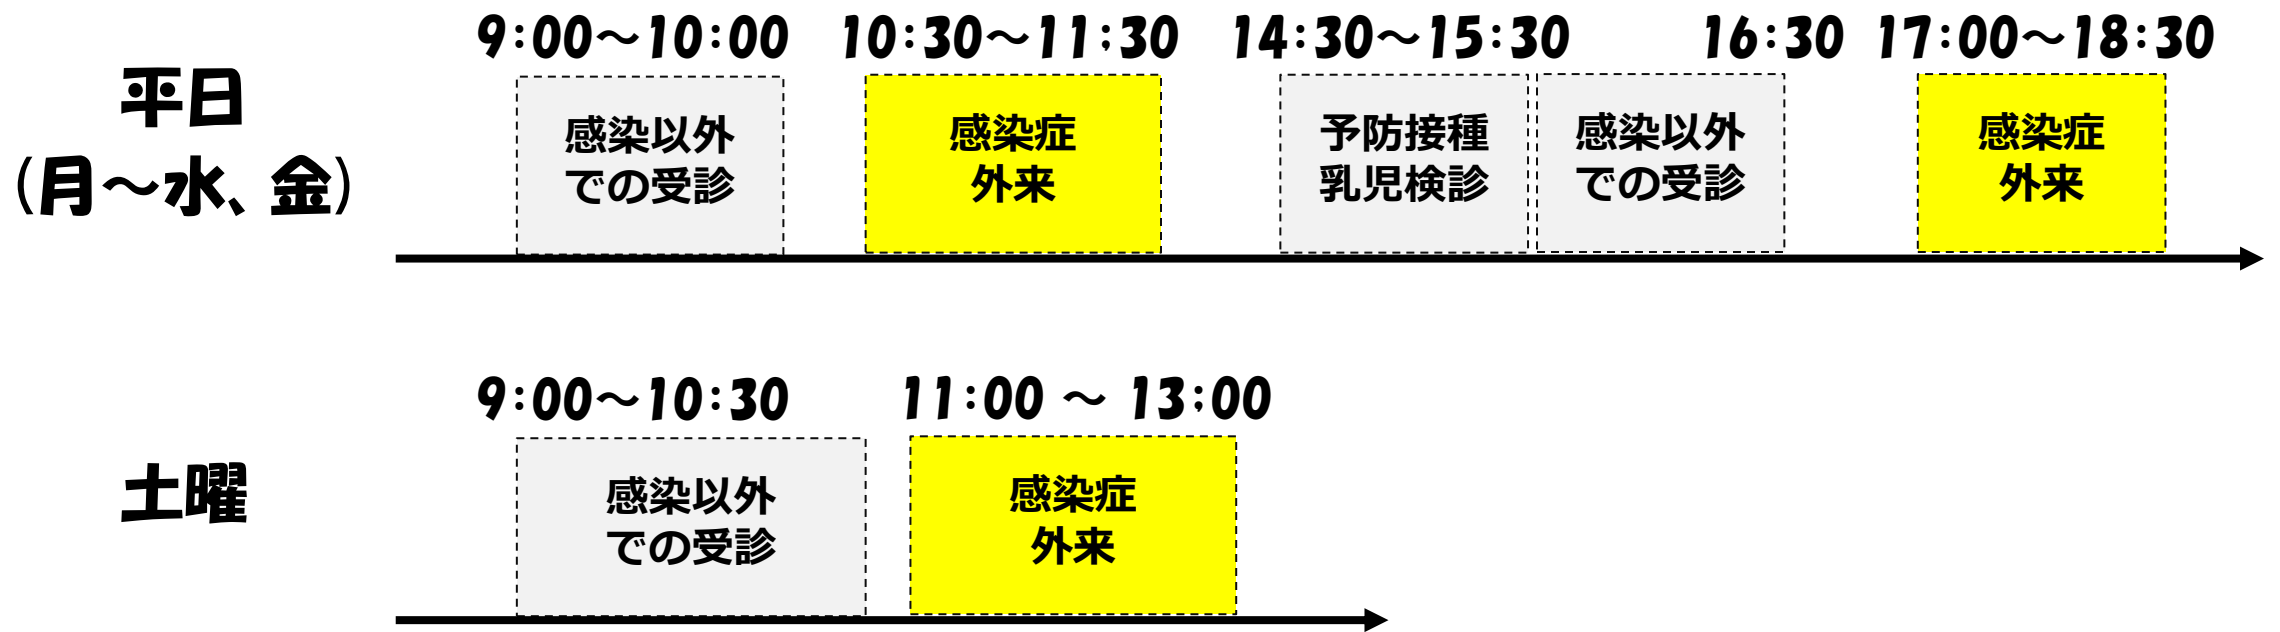 9:00～10:00 10:30～11;30 14:30～15:30 16:30 17:00～18:30
平日
(月～水、金)
感染以外
での受診
感染症
外来
予防接種
乳児検診
感染以外
での受診
感染症
外来
9:00～10:30 11:00 ～ 13;00
土曜
感染以外
での受診
感染症
外来